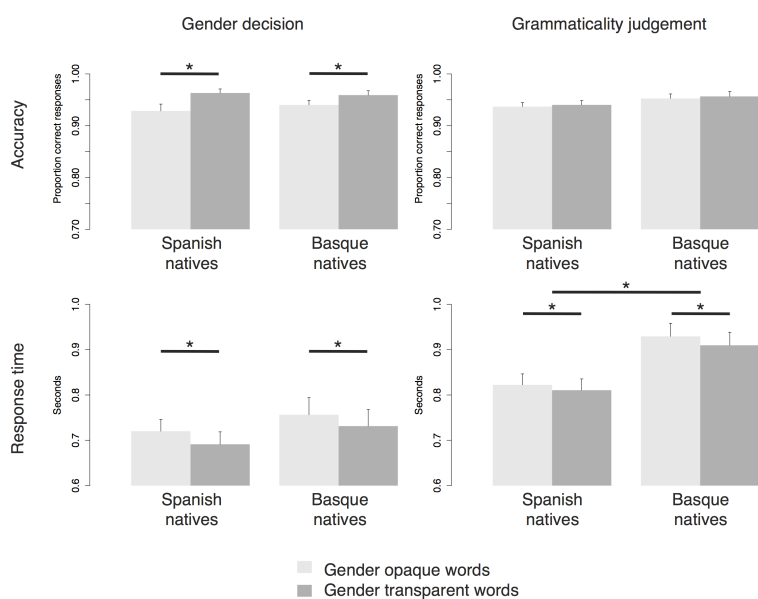 Gender decision
Grammaticality judgement
Accuracy
Proportion correct responses
1.00
0.90
0.80
0.70
*
*
Spanish
natives
Basque
natives
Proportion correct responses
1.00
0.90
0.80
0.70
Spanish
natives
Basque
natives
Response time
Seconds
1.0
0.9
0.8
0.7
0.6
*
*
Spanish
natives
Basque
natives
Seconds
1.0
0.9
0.8
0.7
0.6
*
*
*
Spanish
natives
Basque
natives
Gender opaque words
Gender transparent words